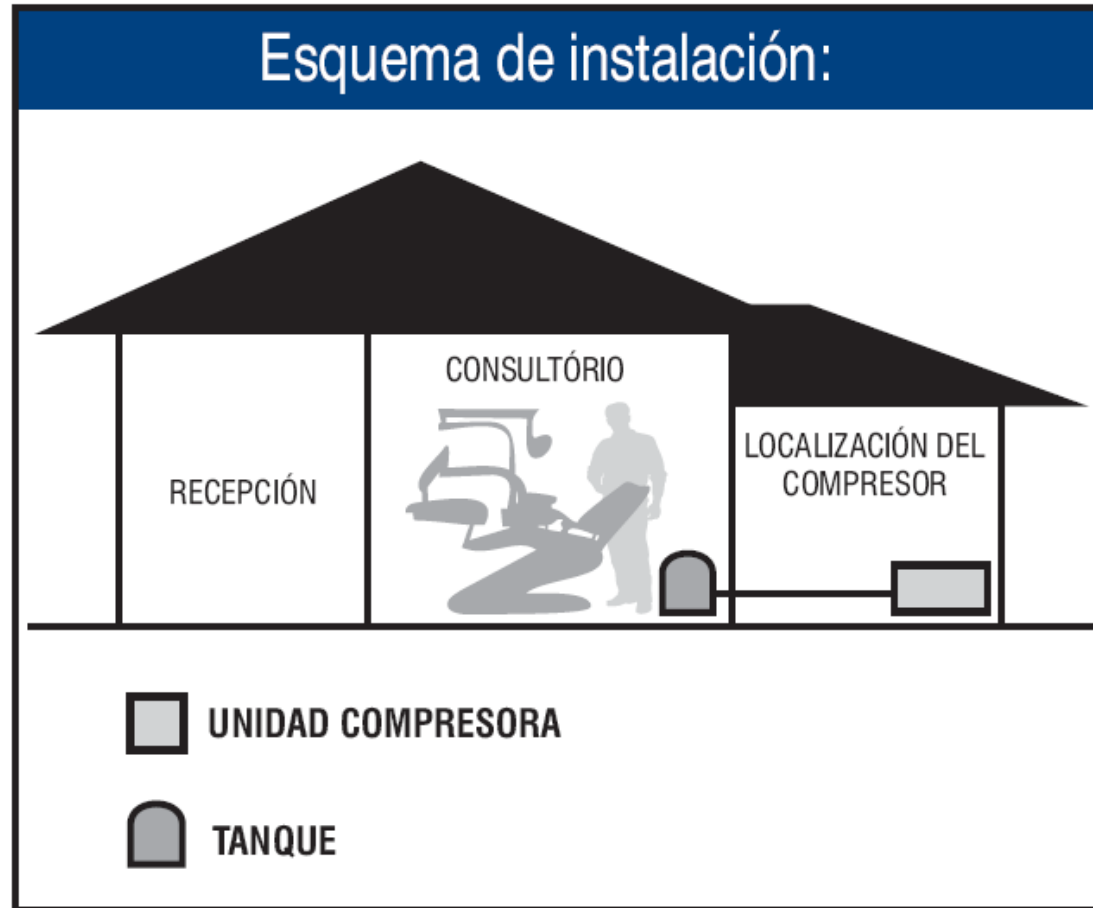 Esquema de instalación:
CONSULTÓRIO
RECEPCIÓN
LOCALIZACIÓN DEL
COMPRESOR
UNIDAD COMPRESORA
TANQUE